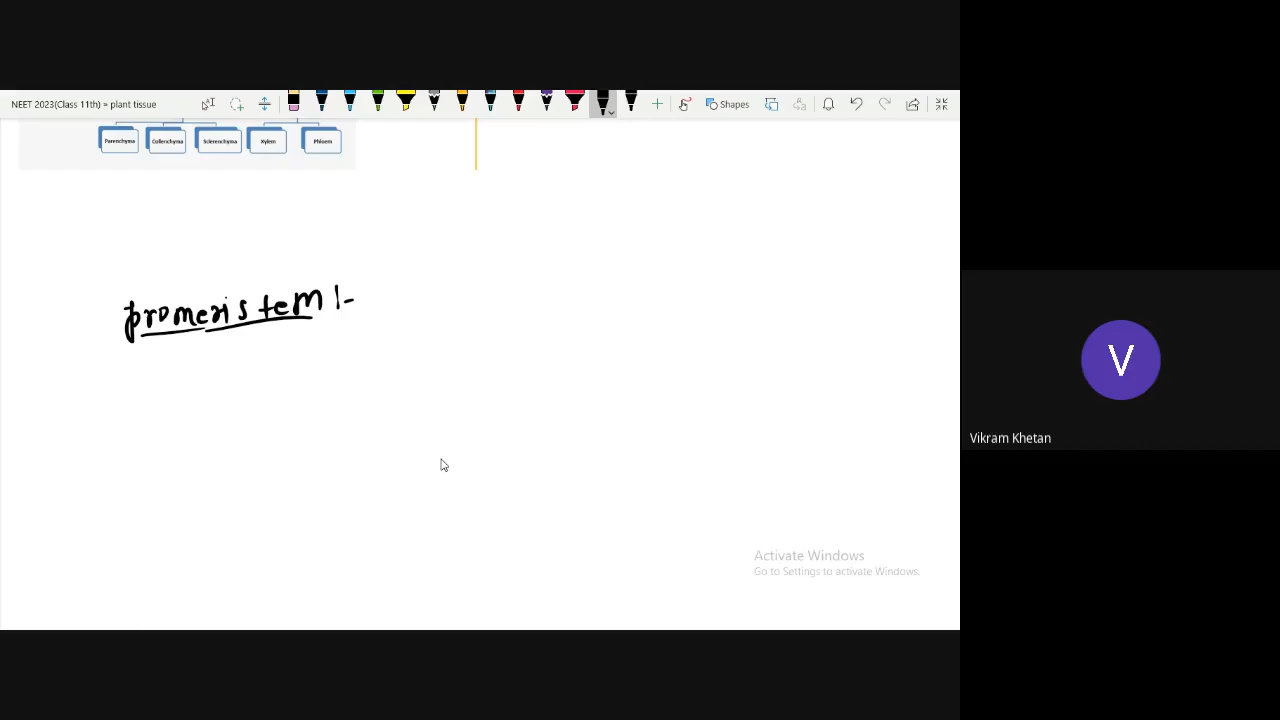 NEET 2023(Class 11th) » plant tissue
Shapes
Parenchyma
Collenchyma
Sclerenchyma
Xylem
Phloem
promeristem :-
V
Vikram Khetan
Activate Windows
Go to Settings to activate Windows.